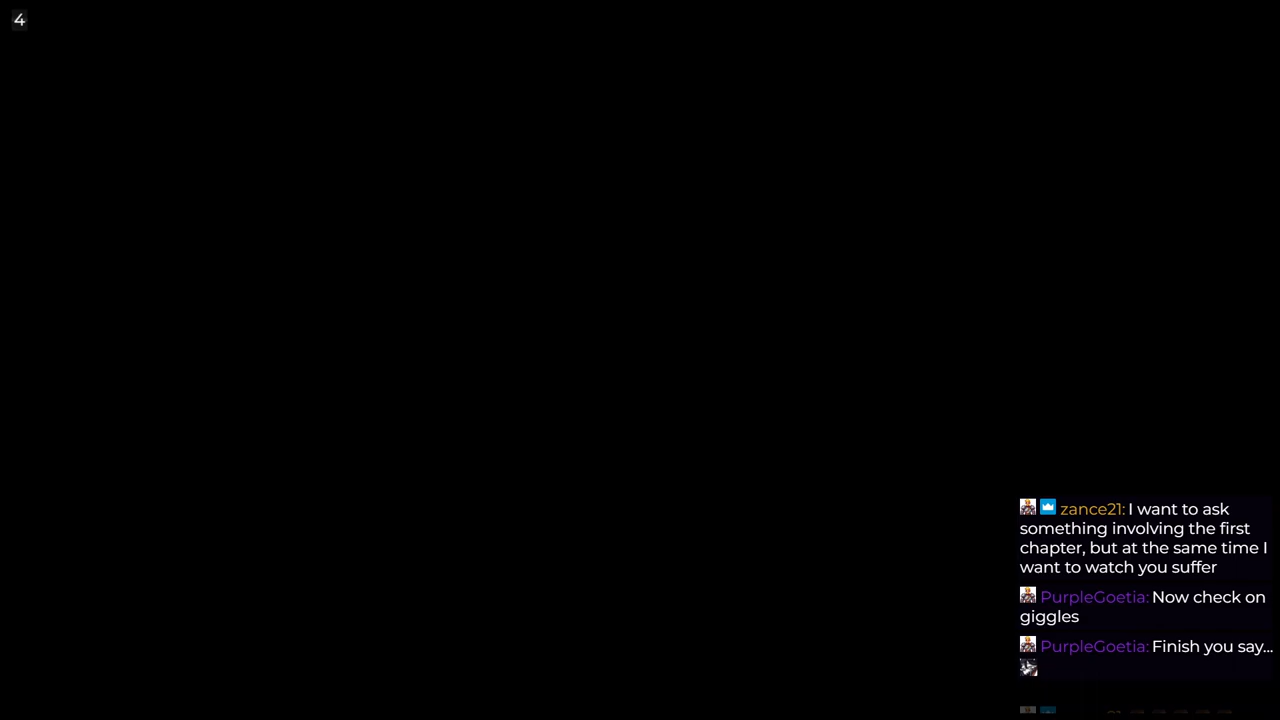 4
zance21: I want to ask
something involving the first
chapter, but at the same time I
want to watch you suffer
PurpleGoetia: Now check on
giggles
PurpleGoetia: Finish you say...